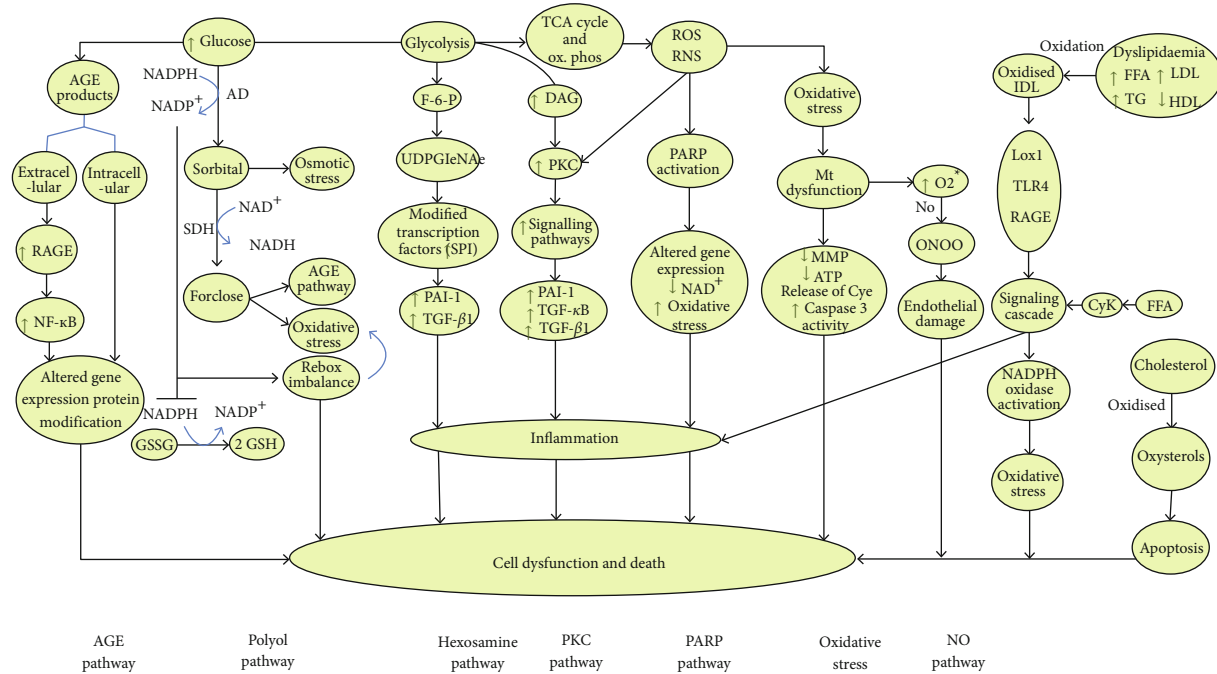 ↑ Glucose
Glycolysis
TCA cycle
and
ox. phos
ROS
RNS
Oxidation
Dyslipidaemia
↑ FFA ↑ LDL
↑ TG ↓ HDL
Oxidised
IDL
AGE
products
NADPH
NADP+
AD
F-6-P
↑ DAG
Oxidative
stress
Extracel
-lular
Intracell
-ular
Sorbital
Osmotic
stress
UDPGIeNAe
↑ PKC
PARP
activation
Mt
dysfunction
↑ O2*
No
Lox1
TLR4
RAGE
SDH
NAD+
NADH
Modified
transcription
factors (SPI)
↑ Signalling
pathways
ONOO
↑ RAGE
Altered gene
expression
↓ NAD+
↑ Oxidative
stress
↓ MMP
↓ ATP
Release of Cye
↑ Caspase 3
activity
Forclose
AGE
pathway
Oxidative
stress
↑ PAI-1
↑ TGF-β1
↑ PAI-1
↑ TGF-κB
↑ TGF-β1
Endothelial
damage
Signaling
cascade
CyK
FFA
↑ NF-κB
Rebox
imbalance
Altered gene
expression protein
modification
NADPH
oxidase
activation
Cholesterol
Oxidised
NADPH
NADP+
GSSG
2 GSH
Inflammation
Oxysterols
Oxidative
stress
Cell dysfunction and death
Apoptosis
AGE
pathway
Polyol
pathway
Hexosamine
pathway
PKC
pathway
PARP
pathway
Oxidative
stress
NO
pathway